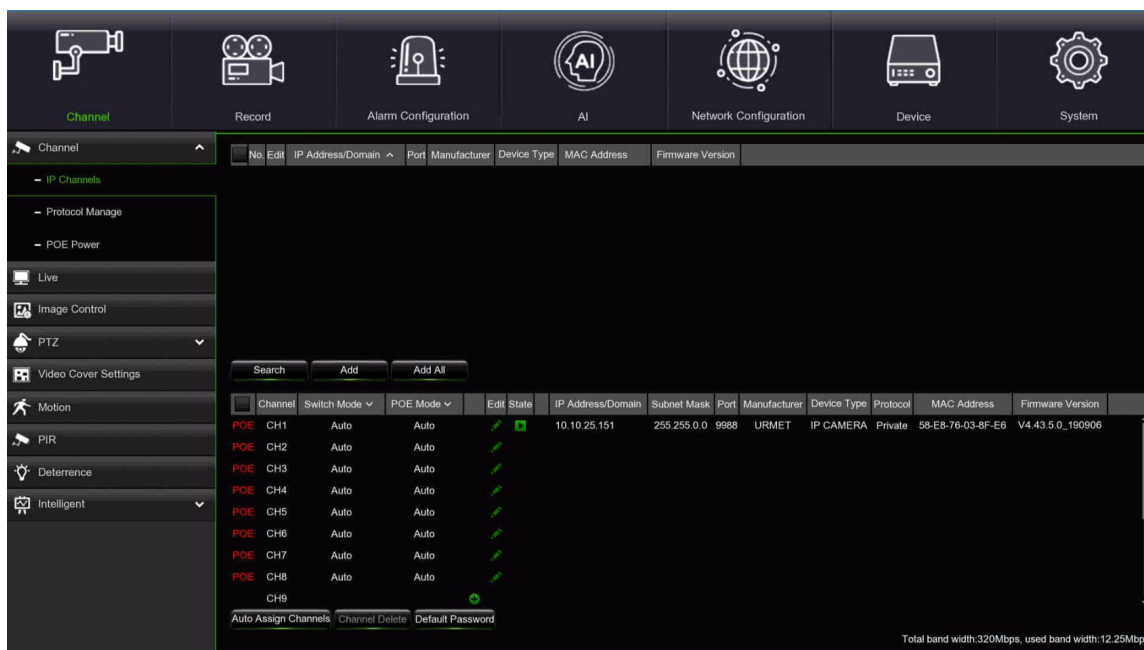 AI
Channel Record Alarm Configuration AI Network Configuration Device System
Channel
IP Channels
Protocol Manage
POE Power
Live
Image Control
PTZ
Video Cover Settings
Motion
PIR
Deterrence
Intelligent
No. Edit IP Address/Domain Port Manufacturer Device Type MAC Address Firmware Version
Search Add Add All
Channel Switch Mode POE Mode Edit State IP Address/Domain Subnet Mask Port Manufacturer Device Type Protocol MAC Address Firmware Version
POE CH1 Auto Auto 10.10.25.151 255.255.0.0 9988 URMET IP CAMERA Private 58-E8-76-03-8F-E6 V4.43.5.0_190906
POE CH2 Auto Auto
POE CH3 Auto Auto
POE CH4 Auto Auto
POE CH5 Auto Auto
POE CH6 Auto Auto
POE CH7 Auto Auto
POE CH8 Auto Auto
CH9
Auto Assign Channels Channel Delete Default Password
Total band width:320Mbps, used band width:12.25Mbp